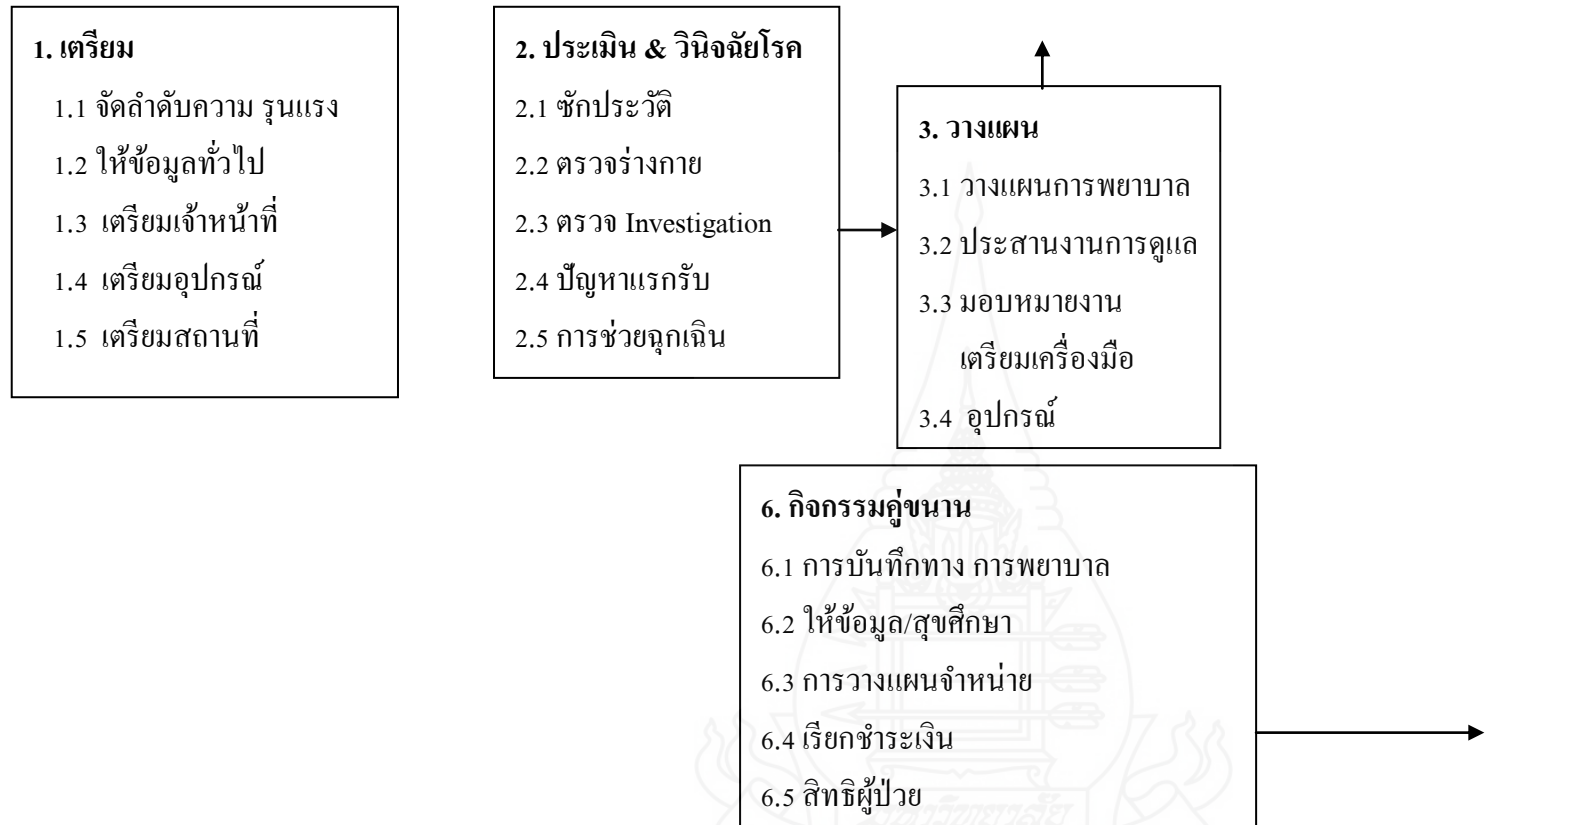 1. เตรียม
1.1 จัดลำดับความ รุนแรง
1.2 ให้ข้อมูลทั่วไป
1.3 เตรียมเจ้าหน้าที่
1.4 เตรียมอุปกรณ์
1.5 เตรียมสถานที่
2. ประเมิน & วินิจฉัยโรค
2.1 ซักประวัติ
2.2 ตรวจร่างกาย
2.3 ตรวจ Investigation
2.4 ปัญหาแรกรับ
2.5 การช่วยฉุกเฉิน
3. วางแผน
3.1 วางแผนการพยาบาล
3.2 ประสานงานการดูแล
3.3 มอบหมายงาน
เตรียมเครื่องมือ
3.4 อุปกรณ์
6. กิจกรรมคู่ขนาน
6.1 การบันทึกทาง การพยาบาล
6.2 ให้ข้อมูล/สุขศึกษา
6.3 การวางแผนจำหน่าย
6.4 เรียกชำระเงิน
6.5 สิทธิผู้ป่วย